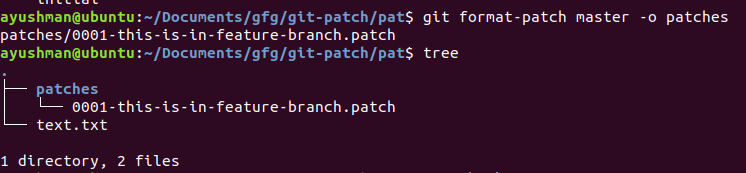 ayushman@ubuntu:~/Documents/gfg/git-patch/pat$ git format-patch master -o patches
patches/0001-this-is-in-feature-branch.patch
ayushman@ubuntu:~/Documents/gfg/git-patch/pat$ tree
.
├── patches
│   └── 0001-this-is-in-feature-branch.patch
└── text.txt

1 directory, 2 files